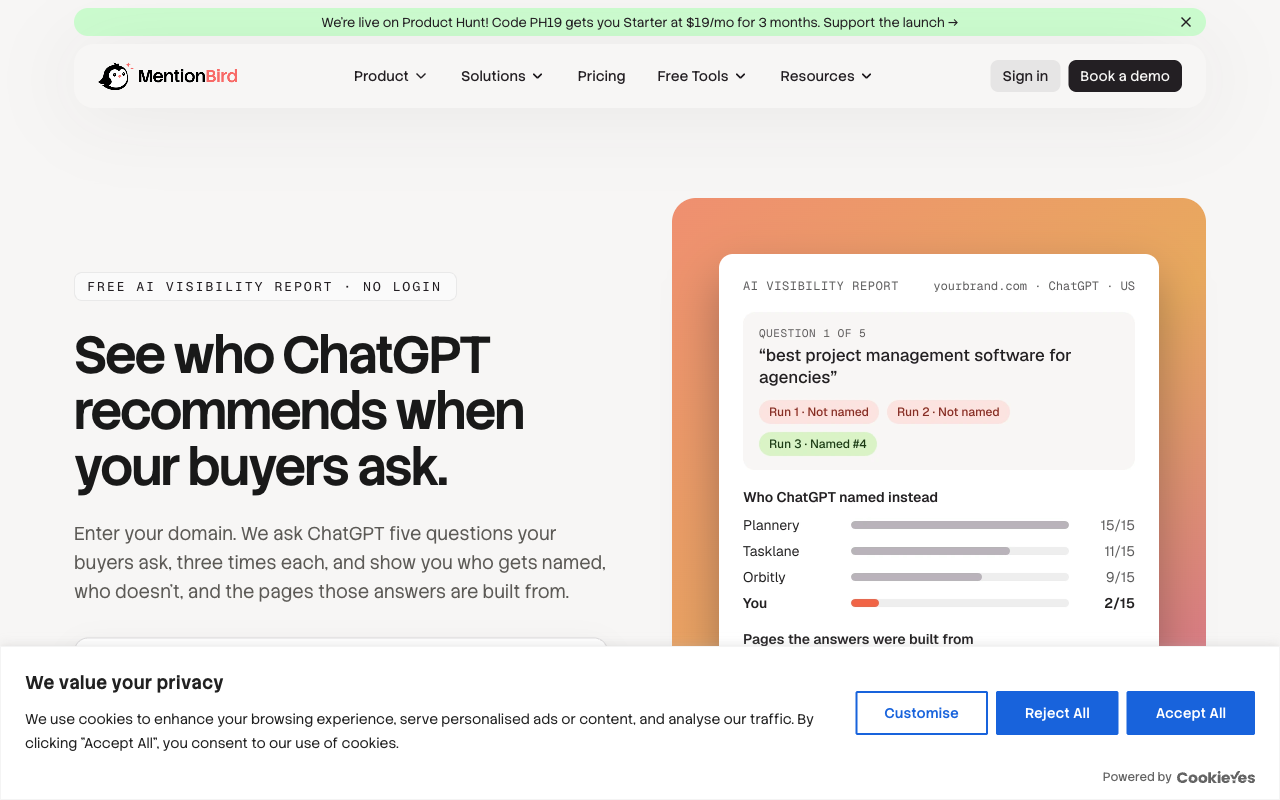 We're live on Product Hunt! Code PH19 gets you Starter at $19/mo for 3 months. Support the launch →
MentionBird
Product
Solutions
Pricing
Free Tools
Resources
Sign in
Book a demo
FREE AI VISIBILITY REPORT · NO LOGIN
See who ChatGPT
recommends when
your buyers ask.
Enter your domain. We ask ChatGPT five questions your
buyers ask, three times each, and show you who gets named,
who doesn't, and the pages those answers are built from.
AI VISIBILITY REPORT
yourbrand.com · ChatGPT · US
QUESTION 1 OF 5
“best project management software for
agencies”
Run 1 · Not named
Run 2 · Not named
Run 3 · Named #4
Who ChatGPT named instead
Plannery 15/15
Tasklane 11/15
Orbitly 9/15
You 2/15
Pages the answers were built from
We value your privacy
We use cookies to enhance your browsing experience, serve personalised ads or content, and analyse our traffic. By
clicking "Accept All", you consent to our use of cookies.
Customise
Reject All
Accept All
Powered by CookieYes